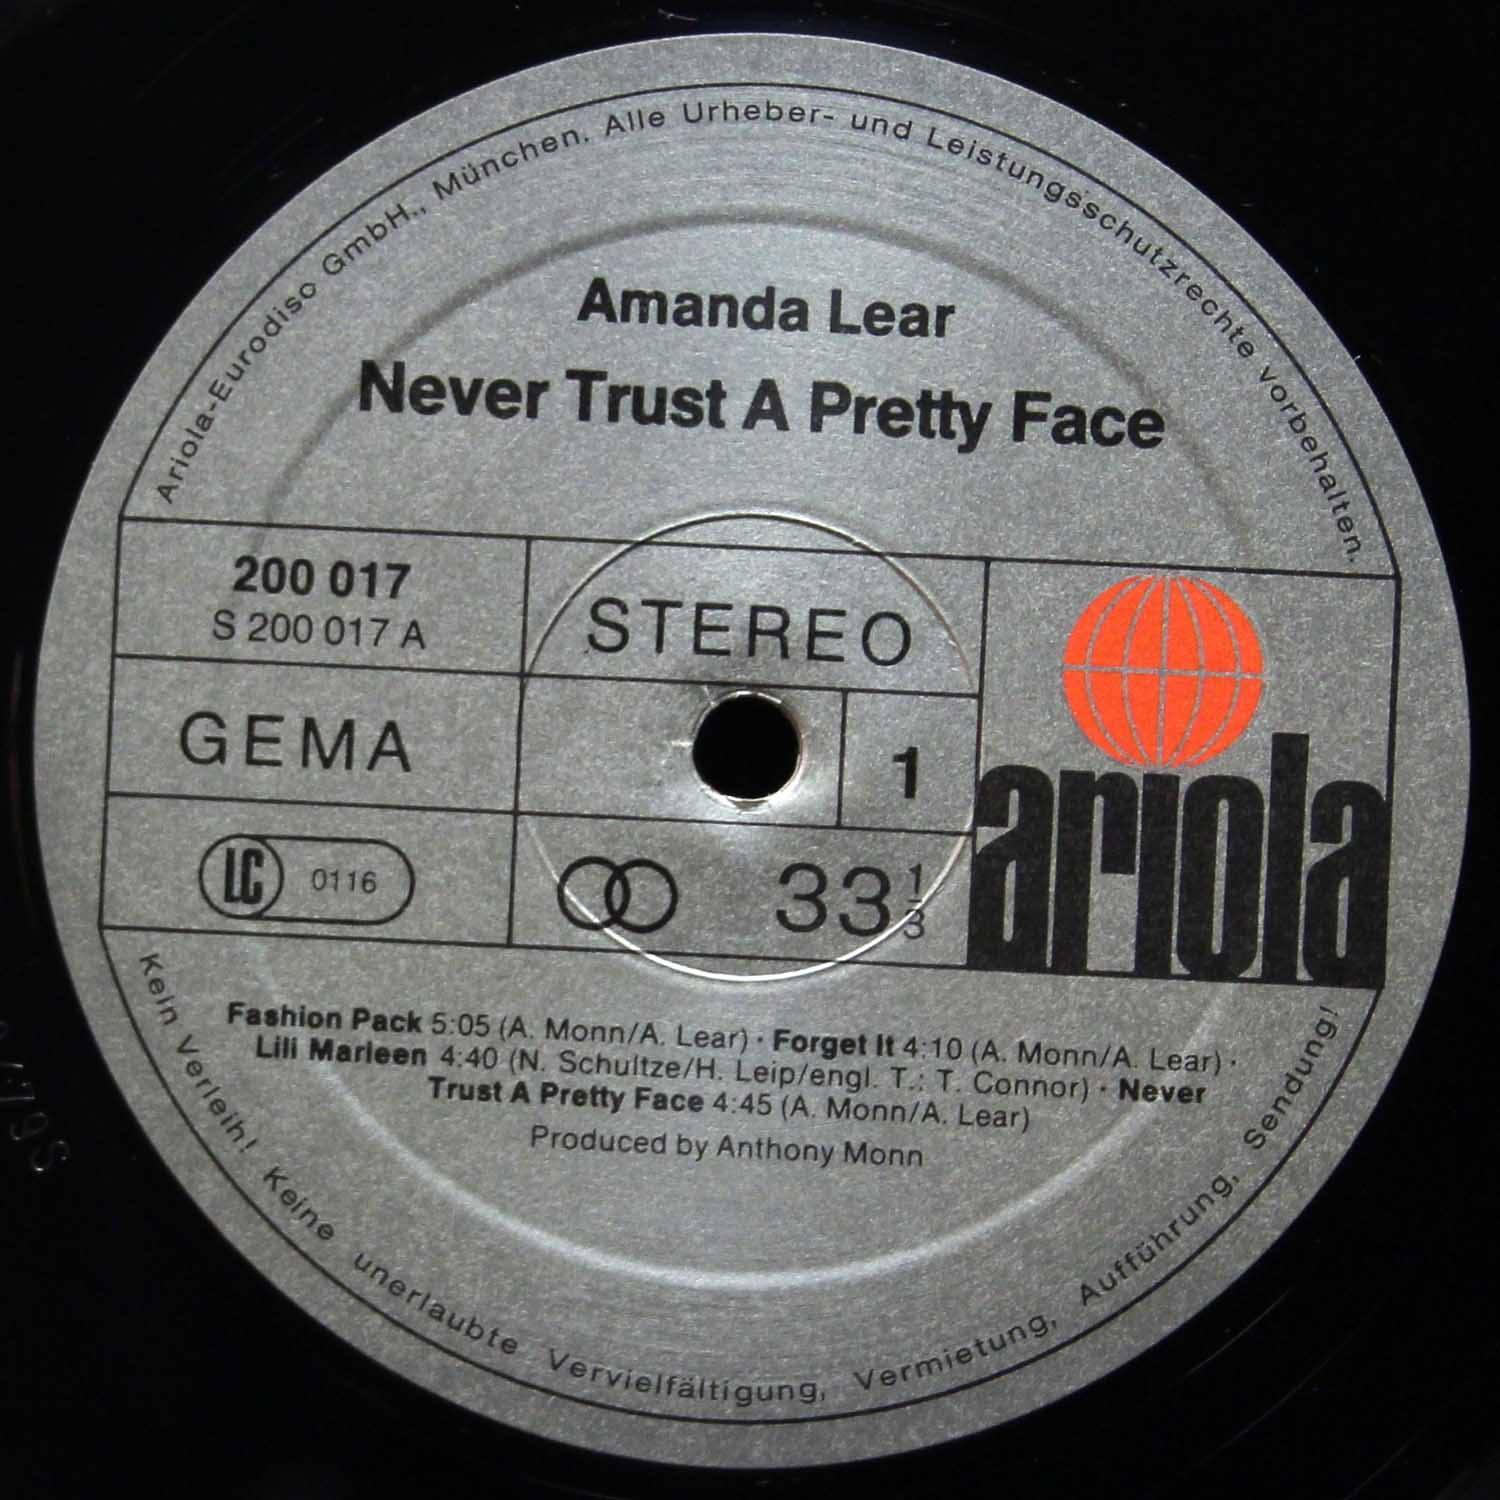 Ariola-Eurodisc GmbH., München. Alle Urheber- und Leistungsschutzrechte vorbehalten.
Amanda Lear
Never Trust A Pretty Face
200 017
S 200 017 A
STEREO
GEMA
1
LC 0116
33 1/3
ariola
Fashion Pack 5:05 (A. Monn/A. Lear) · Forget It 4:10 (A. Monn/A. Lear) ·
Lili Marleen 4:40 (N. Schultze/H. Leip/engl. T.: T. Connor) · Never
Trust A Pretty Face 4:45 (A. Monn/A. Lear)
Produced by Anthony Monn
Kein Verleih! Keine unerlaubte Vervielfältigung, Vermietung, Aufführung, Sendung!